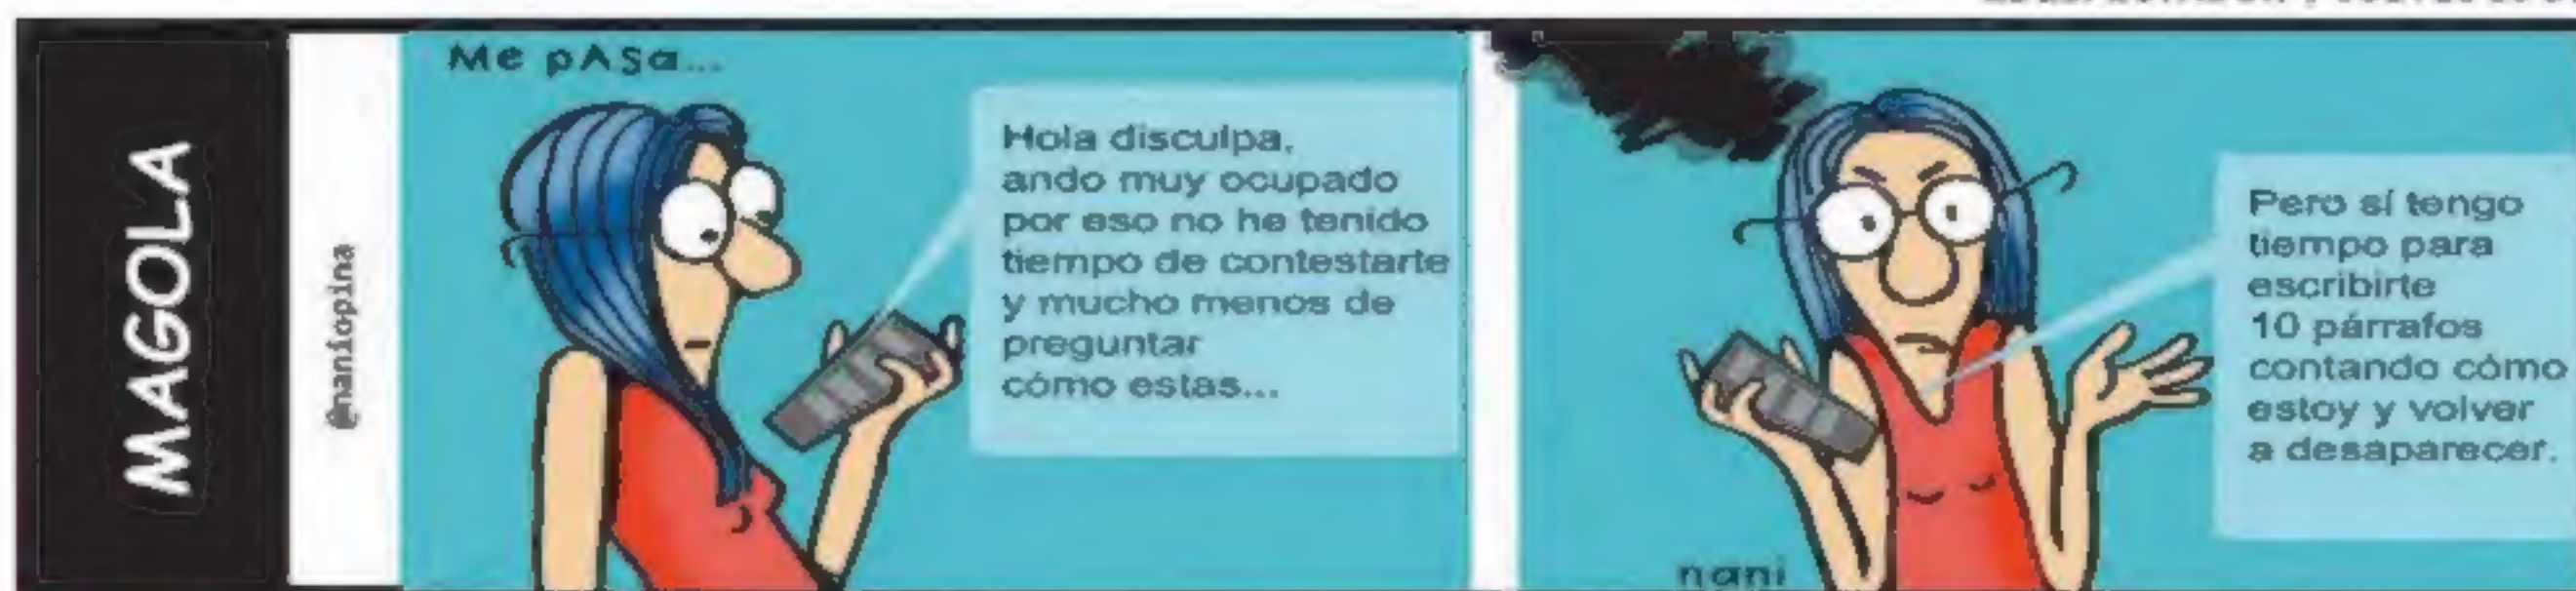 MAGOLA
@naniopina
Me pASa...
Hola disculpa,
ando muy ocupado
por eso no he tenido
tiempo de contestarte
y mucho menos de
preguntar
cómo estas...
Pero sí tengo
tiempo para
escribirte
10 párrafos
contando cómo
estoy y volver
a desaparecer.
nani